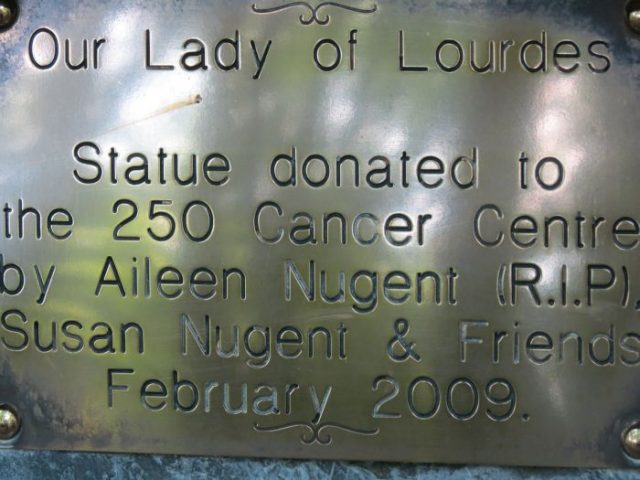 Our Lady of Lourdes
Statue donated to
the 250 Cancer Centre
by Aileen Nugent (R.I.P),
Susan Nugent & Friends
February 2009.